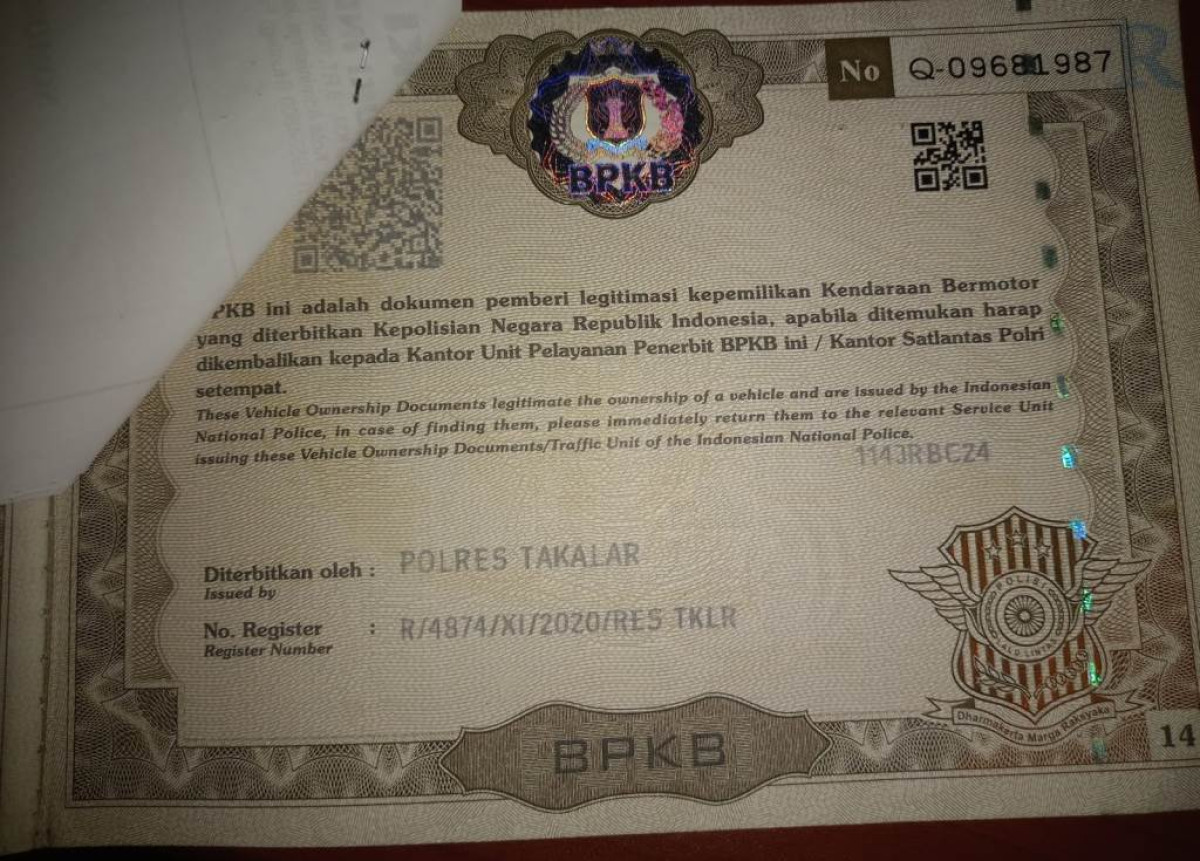 No Q-09681987
BPKB
BPKB ini adalah dokumen pemberi legitimasi kepemilikan Kendaraan Bermotor
yang diterbitkan Kepolisian Negara Republik Indonesia, apabila ditemukan harap
dikembalikan kepada Kantor Unit Pelayanan Penerbit BPKB ini / Kantor Satlantas Polri
setempat.
These Vehicle Ownership Documents legitimate the ownership of a vehicle and are issued by the Indonesian
National Police, in case of finding them, please immediately return them to the relevant Service Unit
issuing these Vehicle Ownership Documents/Traffic Unit of the Indonesian National Police.
Diterbitkan oleh : POLRES TAKALAR
Issued by
No. Register : R/4874/XI/2020/RES TKLR
Register Number
POLISI
LALU LINTAS
Dharmakerta Marga Raksyaka
BPKB
14